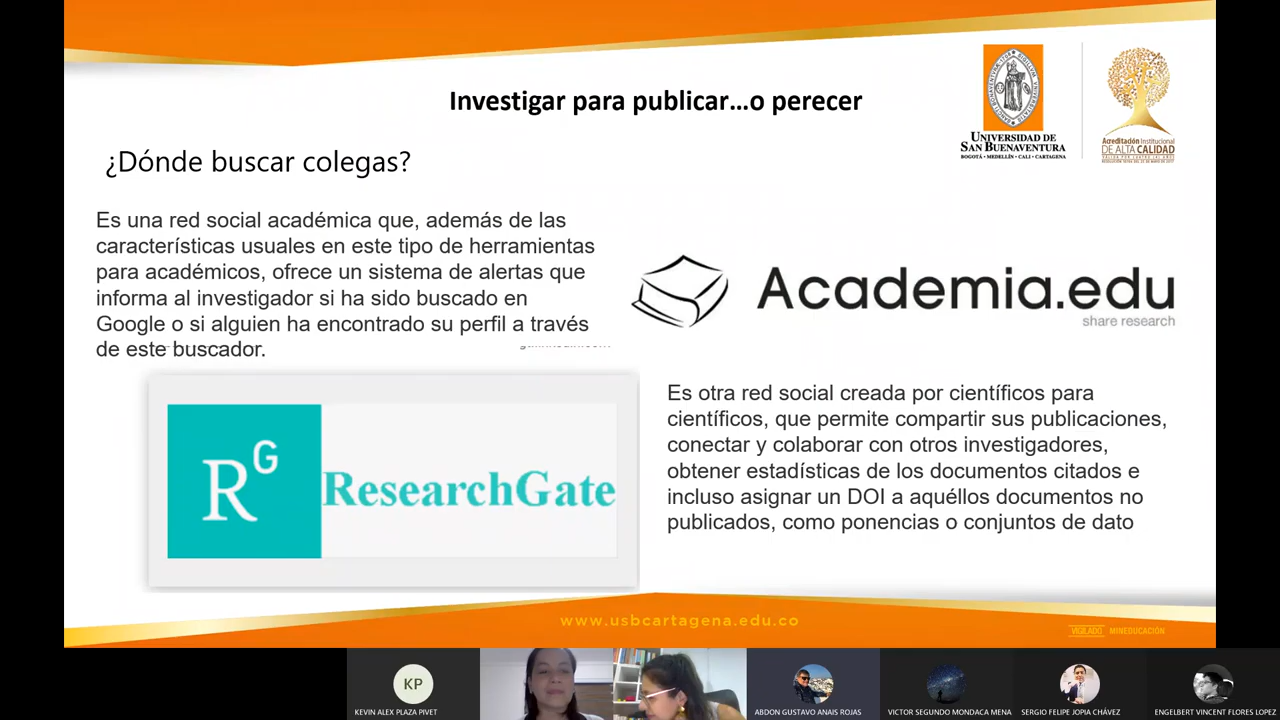 Investigar para publicar...o perecer
UNIVERSIDAD DE
SAN BUENAVENTURA
BOGOTÁ • MEDELLÍN • CALI • CARTAGENA
Acreditación Institucional
DE ALTA CALIDAD
¿Dónde buscar colegas?
Es una red social académica que, además de las
características usuales en este tipo de herramientas
para académicos, ofrece un sistema de alertas que
informa al investigador si ha sido buscado en
Google o si alguien ha encontrado su perfil a través
de este buscador.
Academia.edu
share research
RG
ResearchGate
Es otra red social creada por científicos para
científicos, que permite compartir sus publicaciones,
conectar y colaborar con otros investigadores,
obtener estadísticas de los documentos citados e
incluso asignar un DOI a aquéllos documentos no
publicados, como ponencias o conjuntos de dato
www.usbcartagena.edu.co
VIGILADO MINEDUCACIÓN
KP
KEVIN ALEX PLAZA PIVET
ABDON GUSTAVO ANAIS ROJAS
VICTOR SEGUNDO MONDACA MENA
SERGIO FELIPE JOPIA CHÁVEZ
ENGELBERT VINCENT FLORES LOPEZ